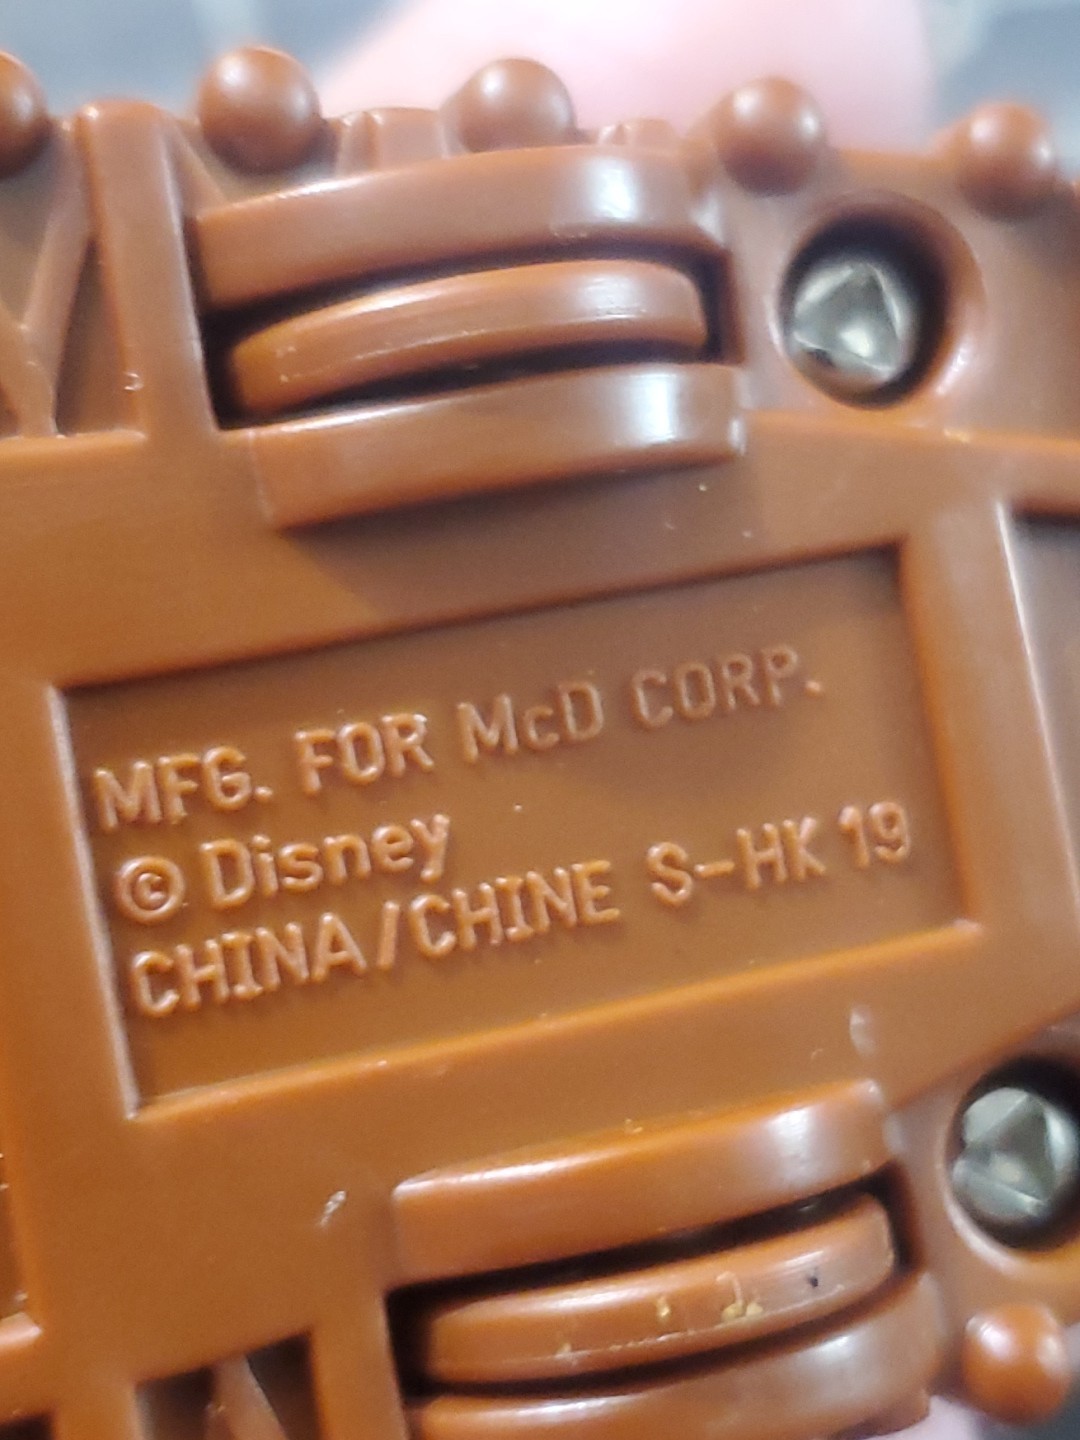 MFG. FOR McD CORP.
© Disney
CHINA/CHINE S-HK 19